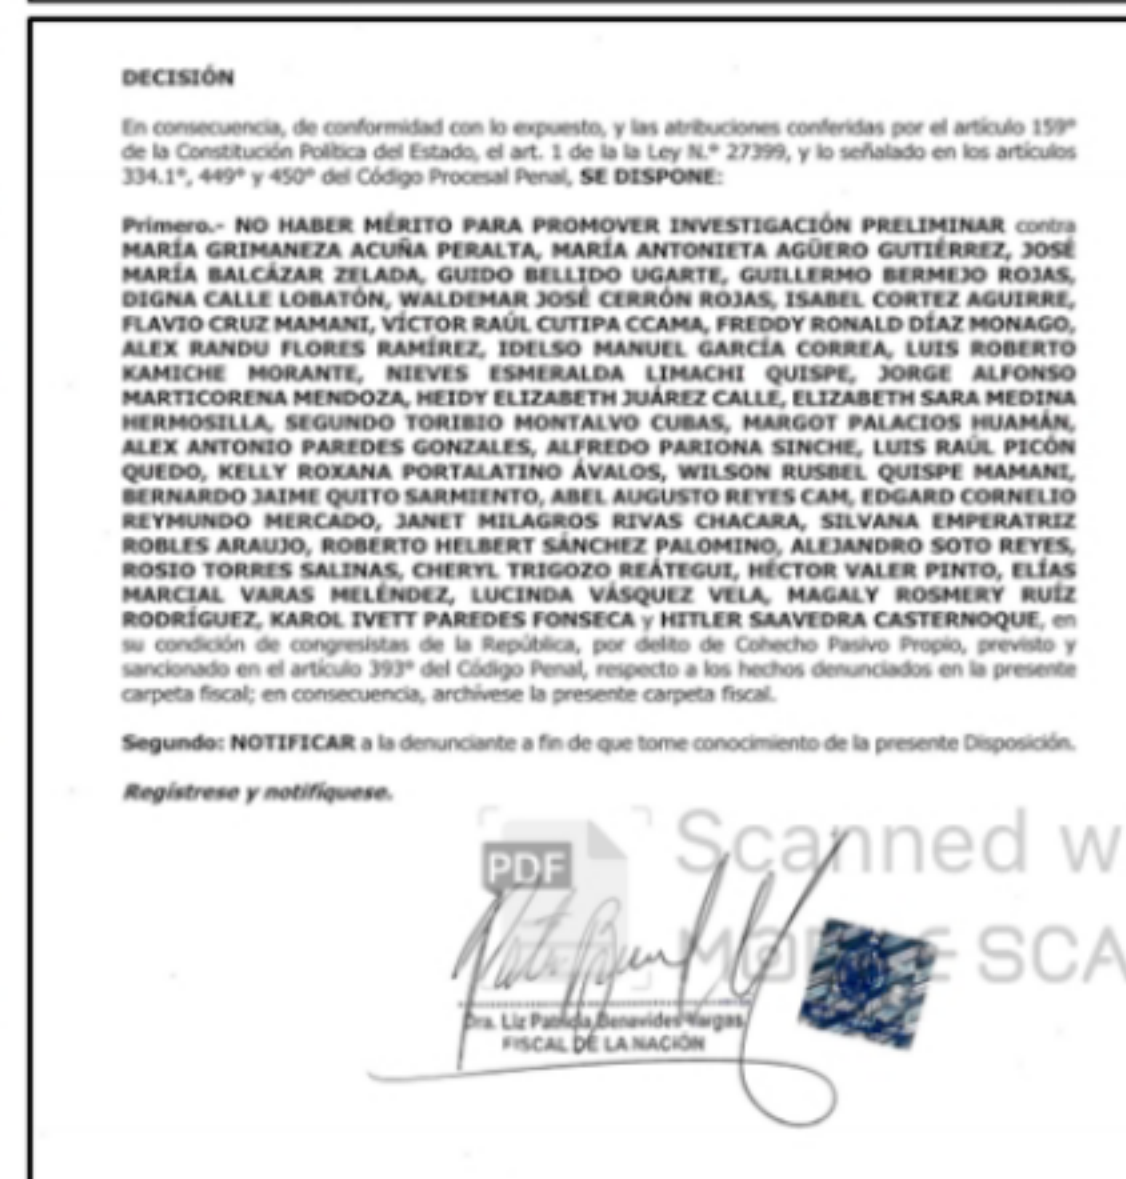 DECISIÓN
En consecuencia, de conformidad con lo expuesto, y las atribuciones conferidas por el artículo 159°
de la Constitución Política del Estado, el art. 1 de la la Ley N.° 27399, y lo señalado en los artículos
334.1°, 449° y 450° del Código Procesal Penal, SE DISPONE:
Primero.- NO HABER MÉRITO PARA PROMOVER INVESTIGACIÓN PRELIMINAR contra
MARÍA GRIMANEZA ACUÑA PERALTA, MARÍA ANTONIETA AGÜERO GUTIÉRREZ, JOSÉ
MARÍA BALCÁZAR ZELADA, GUIDO BELLIDO UGARTE, GUILLERMO BERMEJO ROJAS,
DIGNA CALLE LOBATÓN, WALDEMAR JOSÉ CERRÓN ROJAS, ISABEL CORTEZ AGUIRRE,
FLAVIO CRUZ MAMANI, VÍCTOR RAÚL CUTIPA CCAMA, FREDDY RONALD DÍAZ MONAGO,
ALEX RANDU FLORES RAMÍREZ, IDELSO MANUEL GARCÍA CORREA, LUIS ROBERTO
KAMICHE MORANTE, NIEVES ESMERALDA LIMACHI QUISPE, JORGE ALFONSO
MARTICORENA MENDOZA, HEIDY ELIZABETH JUÁREZ CALLE, ELIZABETH SARA MEDINA
HERMOSILLA, SEGUNDO TORIBIO MONTALVO CUBAS, MARGOT PALACIOS HUAMÁN,
ALEX ANTONIO PAREDES GONZALES, ALFREDO PARIONA SINCHE, LUIS RAÚL PICÓN
QUEDO, KELLY ROXANA PORTALATINO ÁVALOS, WILSON RUSBEL QUISPE MAMANI,
BERNARDO JAIME QUITO SARMIENTO, ABEL AUGUSTO REYES CAM, EDGARD CORNELIO
REYMUNDO MERCADO, JANET MILAGROS RIVAS CHACARA, SILVANA EMPERATRIZ
ROBLES ARAUJO, ROBERTO HELBERT SÁNCHEZ PALOMINO, ALEJANDRO SOTO REYES,
ROSIO TORRES SALINAS, CHERYL TRIGOZO REÁTEGUI, HÉCTOR VALER PINTO, ELÍAS
MARCIAL VARAS MELÉNDEZ, LUCINDA VÁSQUEZ VELA, MAGALY ROSMERY RUÍZ
RODRÍGUEZ, KAROL IVETT PAREDES FONSECA y HITLER SAAVEDRA CASTERNOQUE, en
su condición de congresistas de la República, por delito de Cohecho Pasivo Propio, previsto y
sancionado en el artículo 393° del Código Penal, respecto a los hechos denunciados en la presente
carpeta fiscal; en consecuencia, archívese la presente carpeta fiscal.
Segundo: NOTIFICAR a la denunciante a fin de que tome conocimiento de la presente Disposición.
Regístrese y notifíquese.
PDF
Scanned w
SCA
Dra. Liz Patricia Benavides Vargas
FISCAL DE LA NACIÓN